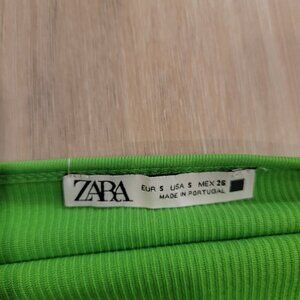 ZARA
EUR S USA S MEX 26
MADE IN PORTUGAL